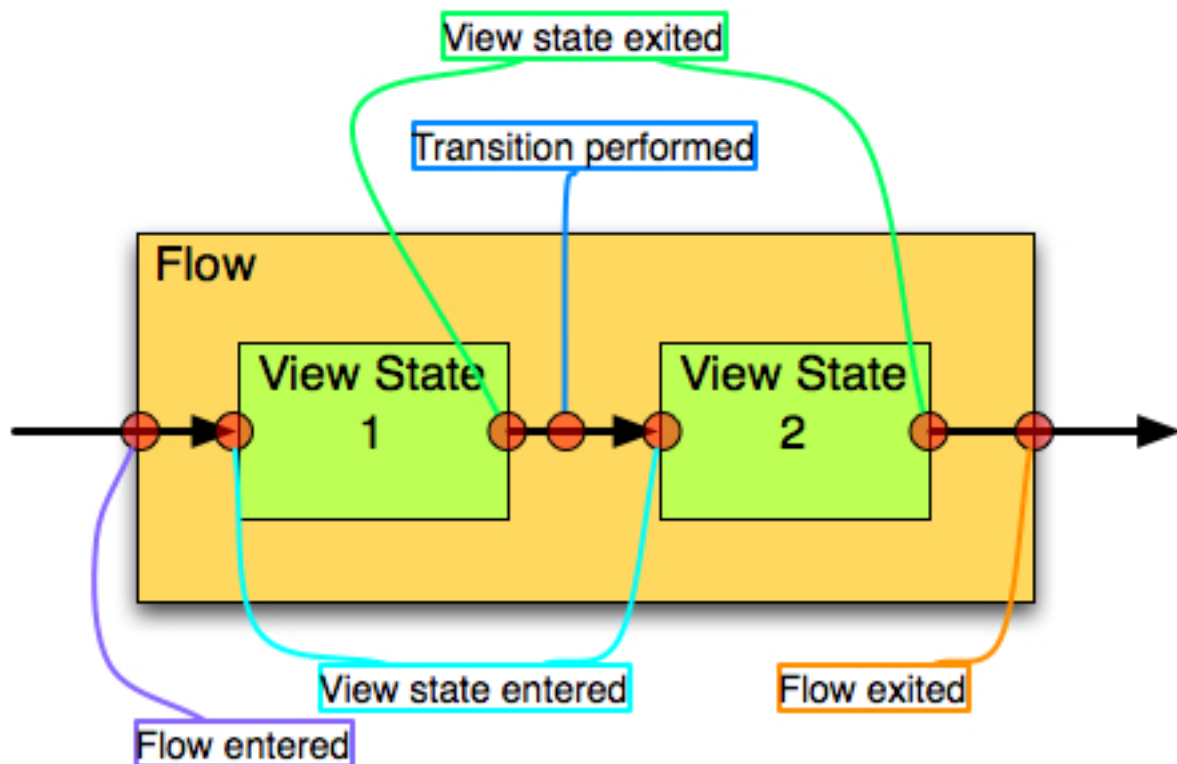 View state exited
Transition performed
Flow
View State
1
View State
2
View state entered
Flow exited
Flow entered